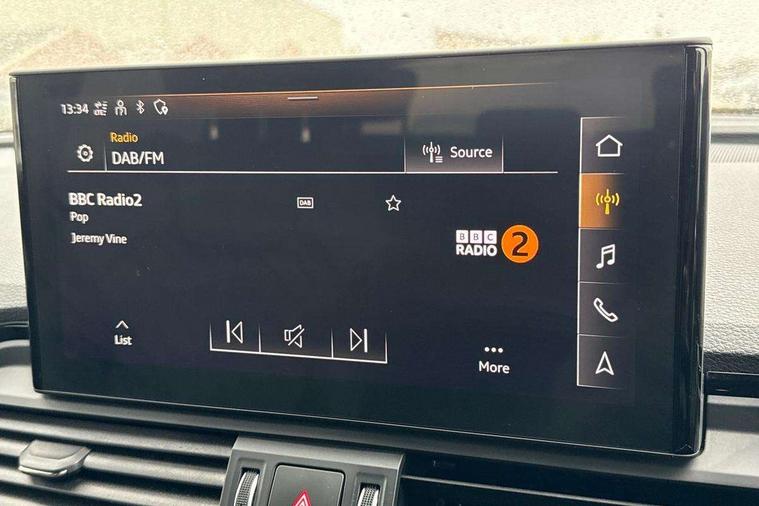 13:34
Radio
DAB/FM
Source
BBC Radio2
DAB
Pop
Jeremy Vine
BBC
RADIO 2
List
More